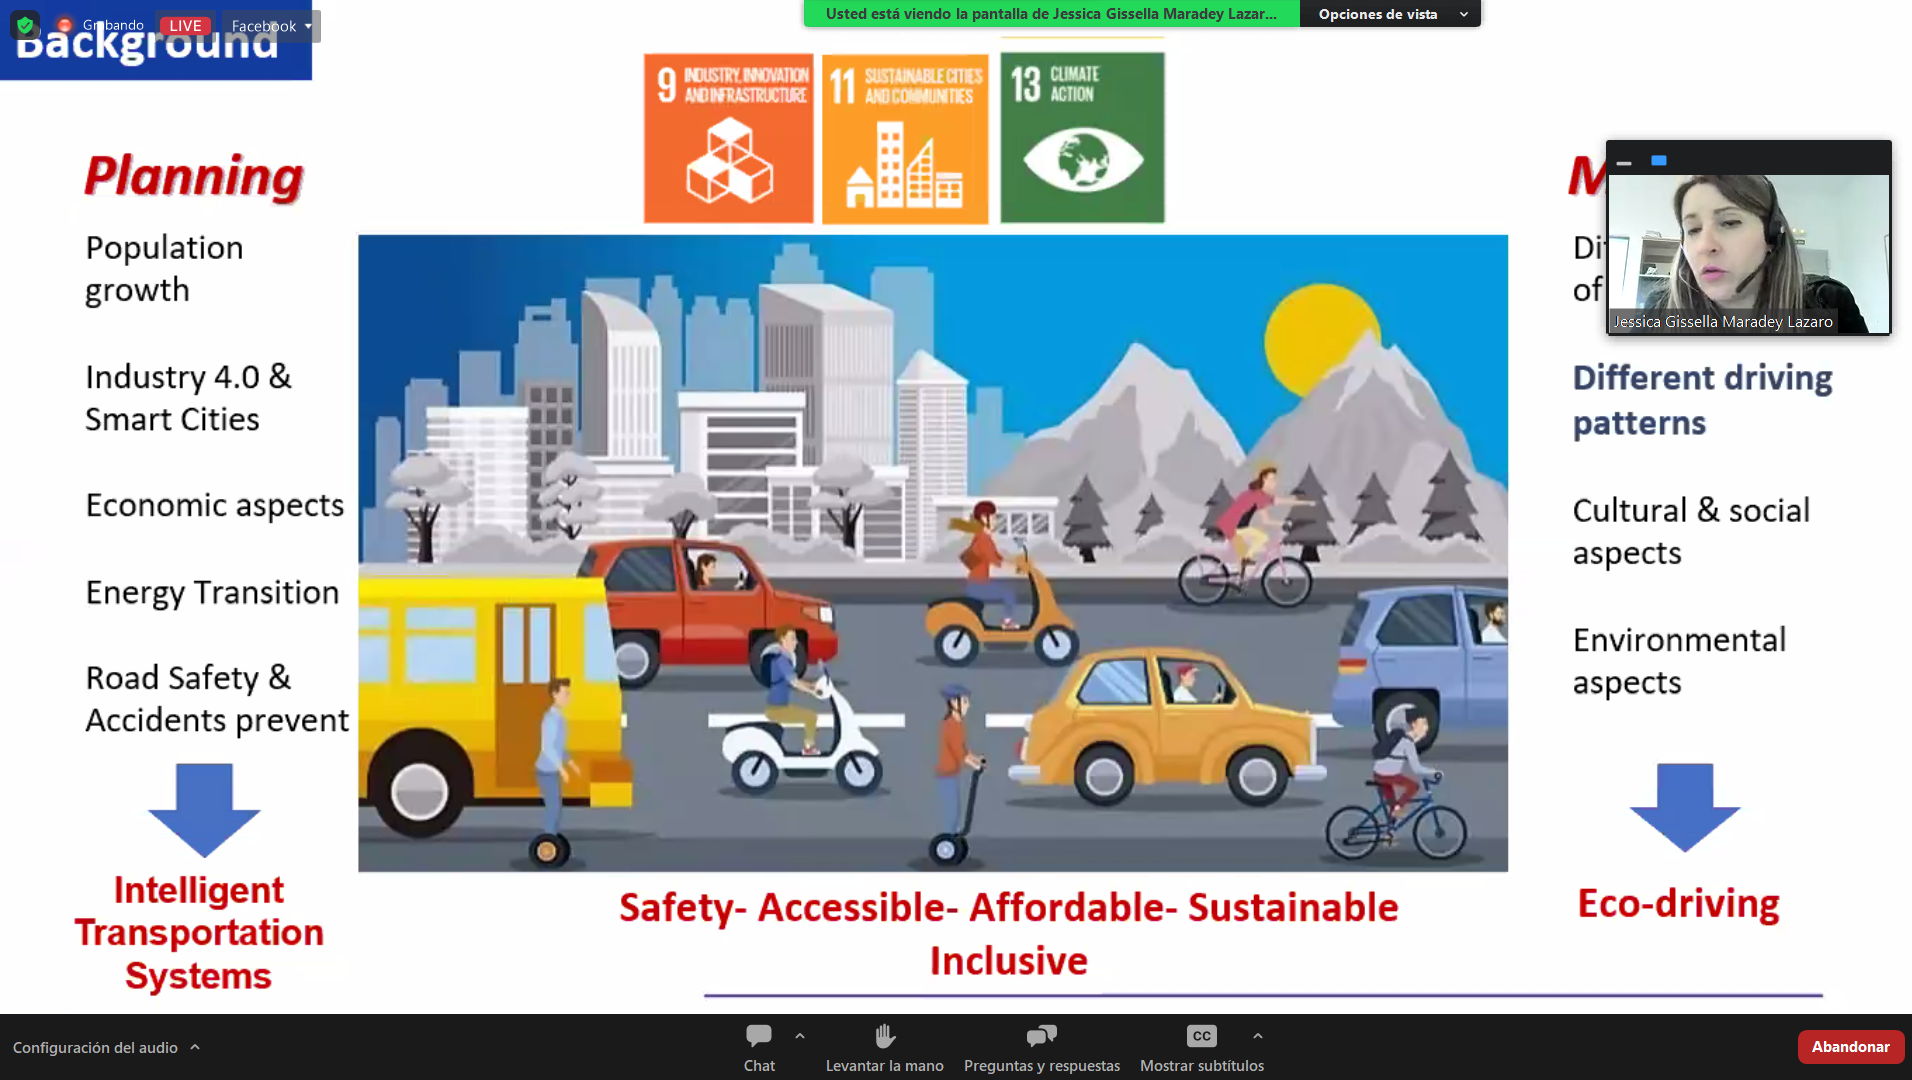 Grabando
LIVE
Facebook
Usted está viendo la pantalla de Jessica Gissella Maradey Lazar...
Opciones de vista
Background
9 INDUSTRY, INNOVATION
AND INFRASTRUCTURE
11 SUSTAINABLE CITIES
AND COMMUNITIES
13 CLIMATE
ACTION
Planning
Population
growth
Industry 4.0 &
Smart Cities
Economic aspects
Energy Transition
Road Safety &
Accidents prevent
Intelligent
Transportation
Systems
Safety- Accessible- Affordable- Sustainable
Inclusive
of
Jessica Gissella Maradey Lazaro
Different driving
patterns
Cultural & social
aspects
Environmental
aspects
Eco-driving
Configuración del audio
Chat
Levantar la mano
Preguntas y respuestas
CC
Mostrar subtítulos
Abandonar